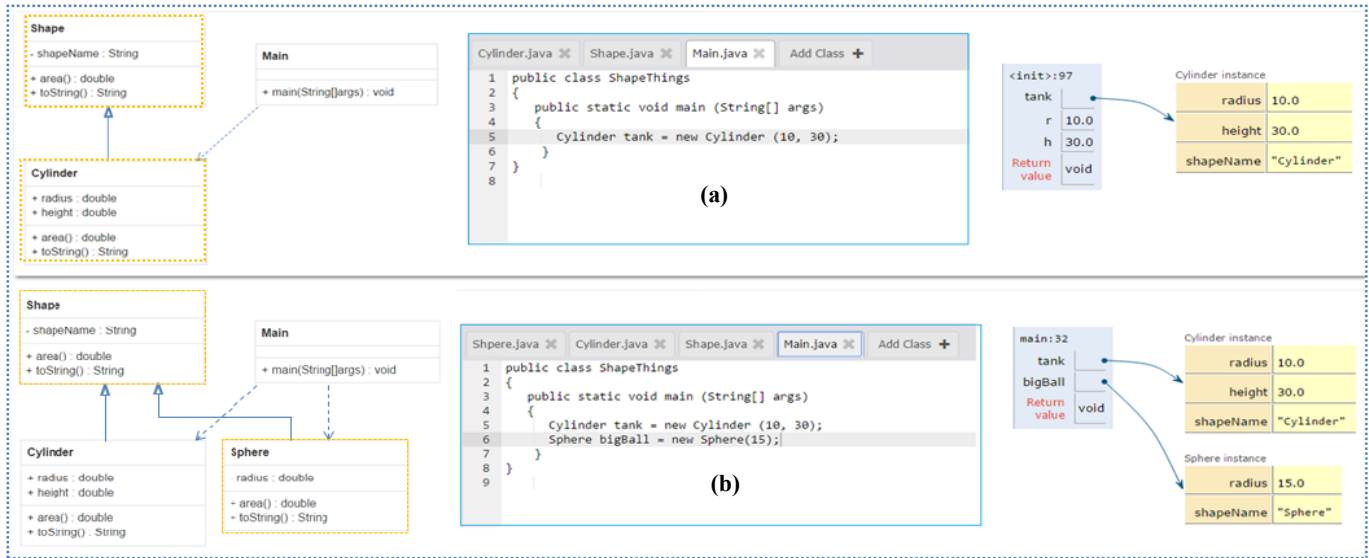 Shape
- shapeName : String
+ area() : double
+ toString() : String
Main
+ main(String[]args) : void
Cylinder
+ radius : double
+ height : double
+ area() : double
+ toString() : String
Cylinder.java ✖ Shape.java ✖ Main.java ✖ Add Class +
1 public class ShapeThings
2 {
3 public static void main (String[] args)
4 {
5 Cylinder tank = new Cylinder (10, 30);
6 }
7 }
8
(a)
<init>:97
tank
r 10.0
h 30.0
Return
value void
Cylinder instance
radius 10.0
height 30.0
shapeName "Cylinder"
Shape
- shapeName : String
+ area() : double
+ toString() : String
Main
+ main(String[]args) : void
Cylinder
+ radius : double
+ height : double
+ area() : double
+ toString() : String
Sphere
- radius : double
+ area() : double
+ toString() : String
Shpere.java ✖ Cylinder.java ✖ Shape.java ✖ Main.java ✖ Add Class +
1 public class ShapeThings
2 {
3 public static void main (String[] args)
4 {
5 Cylinder tank = new Cylinder (10, 30);
6 Sphere bigBall = new Sphere(15);
7 }
8 }
9
(b)
main:32
tank
bigBall
Return
value void
Cylinder instance
radius 10.0
height 30.0
shapeName "Cylinder"
Sphere instance
radius 15.0
shapeName "Sphere"